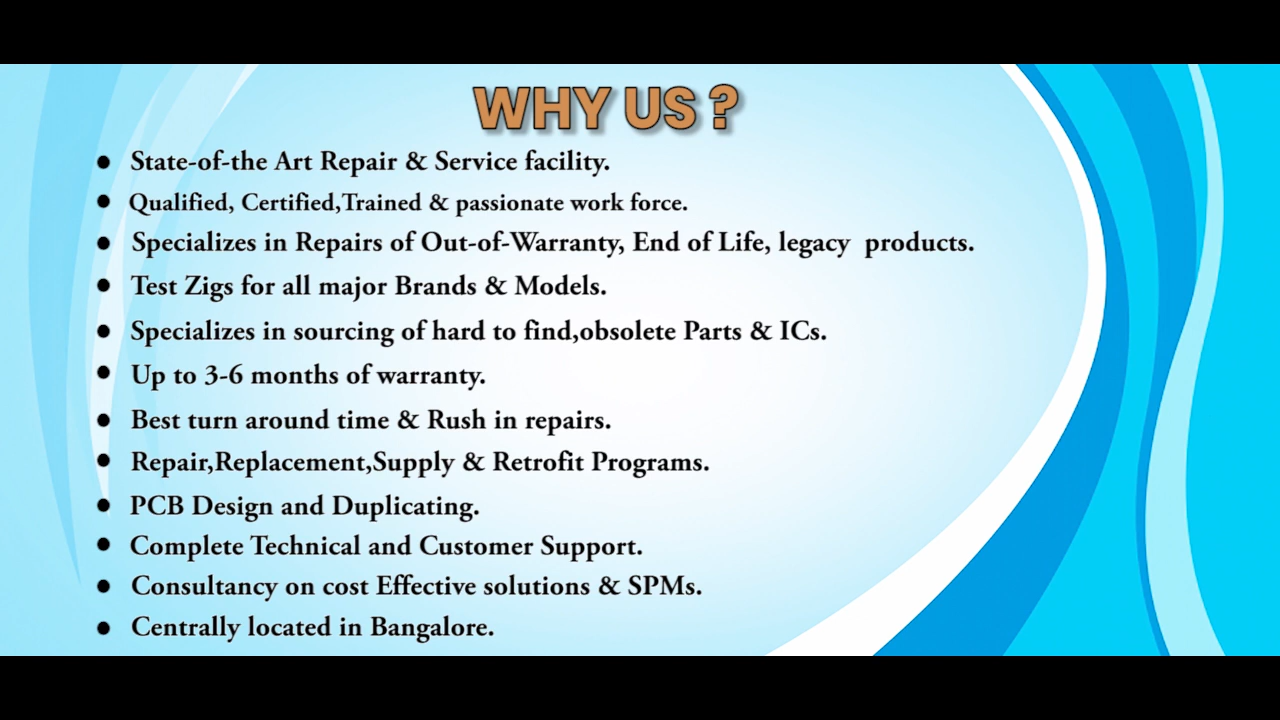 WHY US ?
● State-of-the Art Repair & Service facility.
● Qualified, Certified,Trained & passionate work force.
● Specializes in Repairs of Out-of-Warranty, End of Life, legacy  products.
● Test Zigs for all major Brands & Models.
● Specializes in sourcing of hard to find,obsolete Parts & ICs.
● Up to 3-6 months of warranty.
● Best turn around time & Rush in repairs.
● Repair,Replacement,Supply & Retrofit Programs.
● PCB Design and Duplicating.
● Complete Technical and Customer Support.
● Consultancy on cost Effective solutions & SPMs.
● Centrally located in Bangalore.